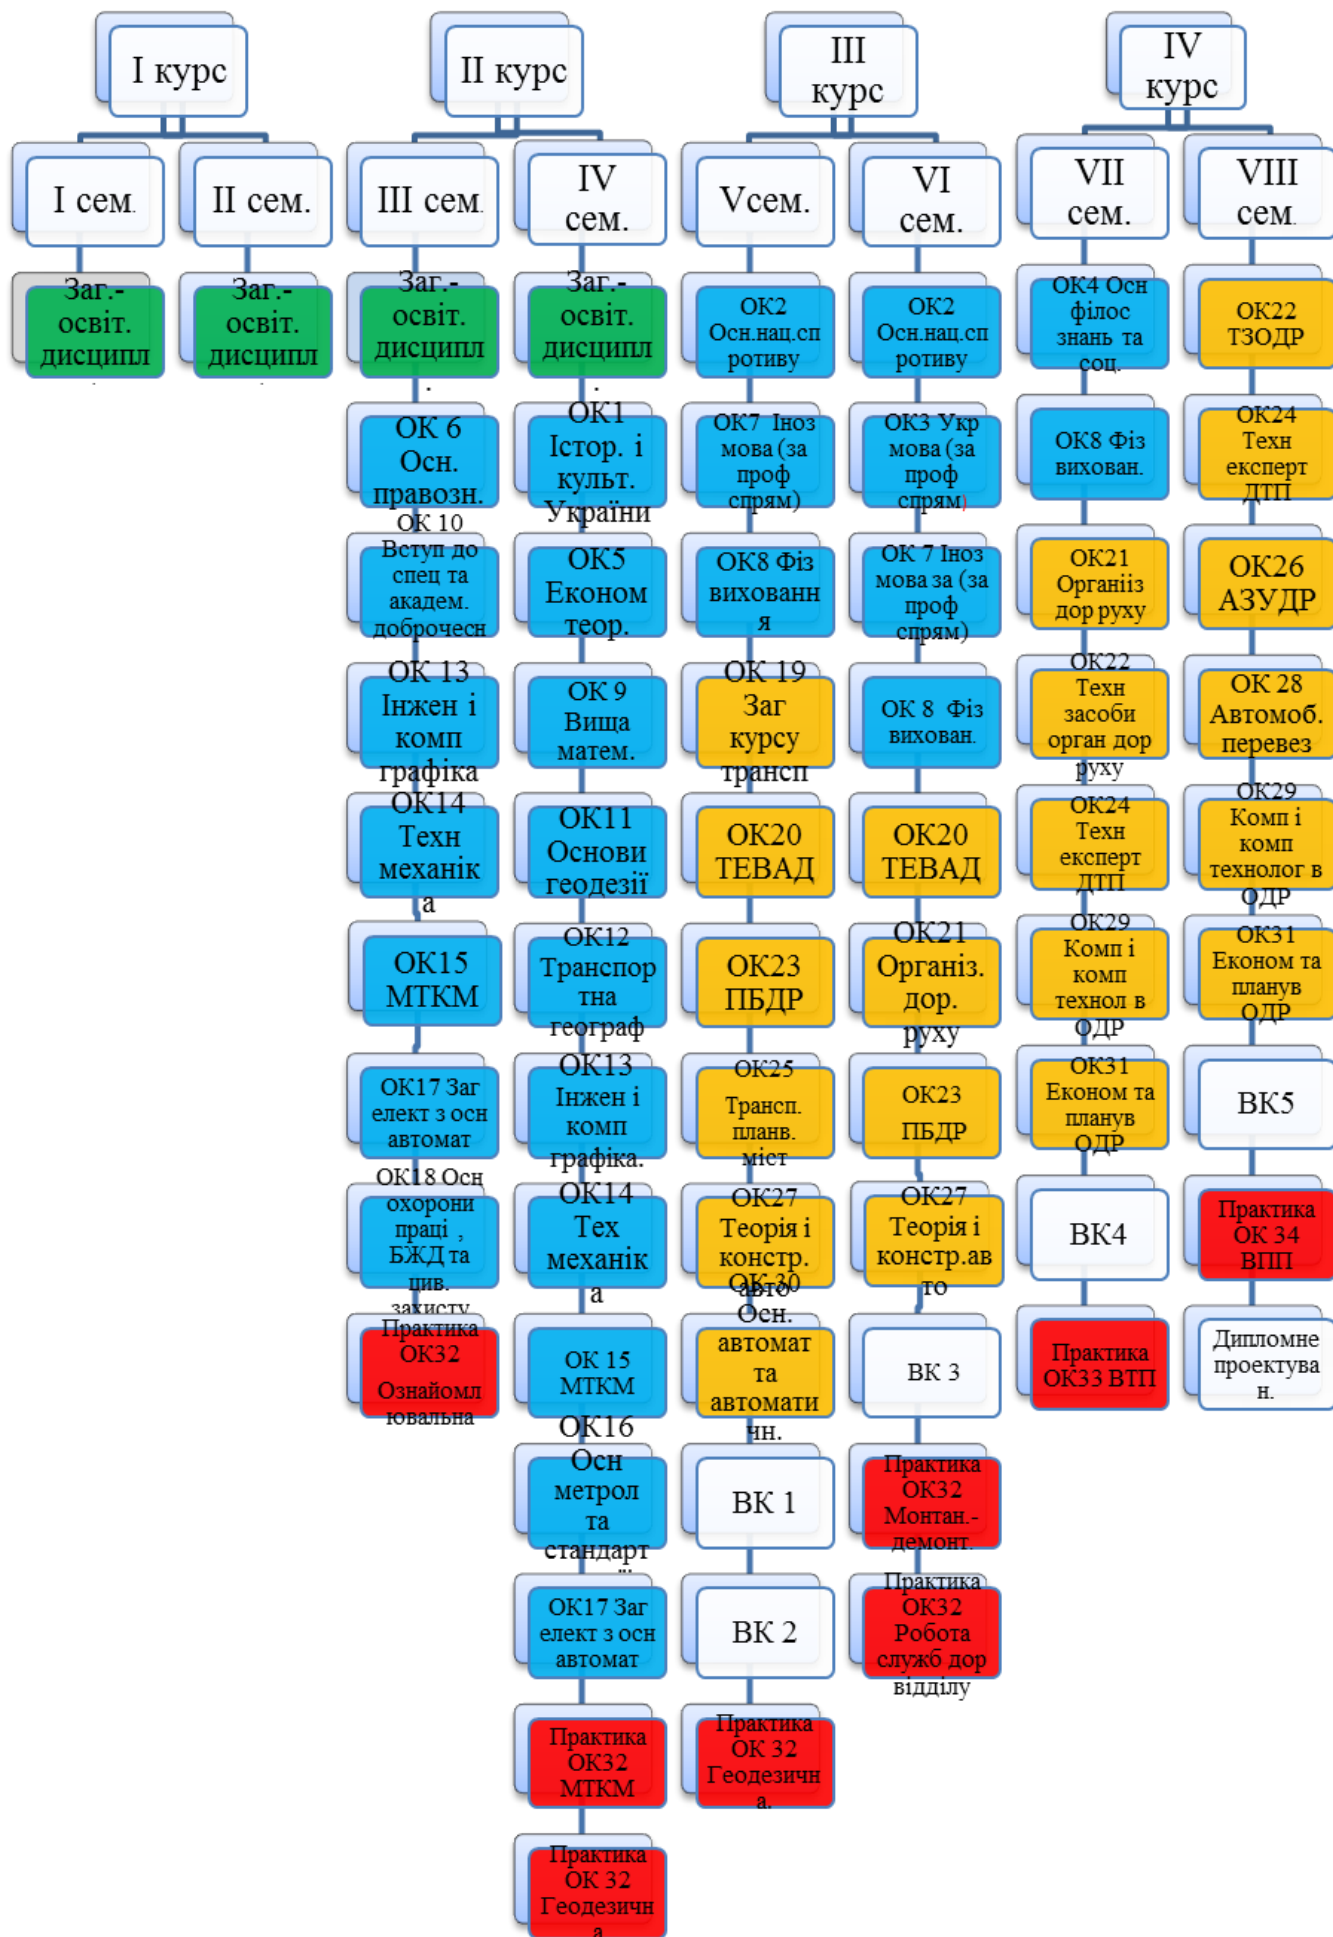 I курс
I сем.
Заг.-
освіт.
дисципл
.
II сем.
Заг.-
освіт.
дисципл
.
II курс
III сем.
Заг.-
освіт.
дисципл
.
ОК 6
Осн.
правозн.
ОК 10
Вступ до
спец та
академ.
доброчесн
ОК 13
Інжен і
комп
графіка
ОК14
Техн
механік
а
ОК15
МТКМ
ОК17 Заг
елект з осн
автомат
ОК18 Осн
охорони
праці ,
БЖД та
цив.
захисту
Практика
ОК32
Ознайомл
ювальна
IV
сем.
Заг.-
освіт.
дисципл
.
ОК1
Істор. і
культ.
України
ОК5
Економ
теор.
ОК 9
Вища
матем.
ОК11
Основи
геодезії
ОК12
Транспор
тна
географ
ОК13
Інжен і
комп
графіка.
ОК14
Тех
механік
а
ОК 15
МТКМ
ОК16
Осн
метрол
та
стандарт
ОК17 Заг
елект з осн
автомат
Практика
ОК32
МТКМ
Практика
ОК 32
Геодезичн
а
III
курс
Vсем.
ОК2
Осн.нац.сп
ротиву
ОК7 Іноз
мова (за
проф
спрям)
ОК8 Фіз
вихованн
я
ОК 19
Заг
курсу
трансп
ОК20
ТЕВАД
ОК23
ПБДР
ОК25
Трансп.
планв.
міст
ОК27
Теорія і
констр.
авто
ОК 30
Осн.
автомат
та
автомати
чн.
ВК 1
ВК 2
Практика
ОК 32
Геодезичн
а.
VI
сем.
ОК2
Осн.нац.сп
ротиву
ОК3 Укр
мова (за
проф
спрям)
ОК 7 Іноз
мова за (за
проф
спрям)
ОК 8 Фіз
вихован.
ОК20
ТЕВАД
ОК21
Організ.
дор.
руху
ОК23
ПБДР
ОК27
Теорія і
констр.ав
то
ВК 3
Практика
ОК32
Монтан.-
демонт.
Практика
ОК32
Робота
служб дор
відділу
IV
курс
VII
сем.
ОК4 Осн
філос
знань та
соц.
ОК8 Фіз
вихован.
ОК21
Органііз
дор руху
ОК22
Техн
засоби
орган дор
руху
ОК24
Техн
експерт
ДТП
ОК29
Комп і
комп
технол в
ОДР
ОК31
Економ та
планув
ОДР
ВК4
Практика
ОК33 ВТП
VIII
сем.
ОК22
ТЗОДР
ОК24
Техн
експерт
ДТП
ОК26
АЗУДР
ОК 28
Автомоб.
перевез
ОК29
Комп і
комп
технолог в
ОДР
ОК31
Економ та
планув
ОДР
ВК5
Практика
ОК 34
ВПП
Дипломне
проектува
н.